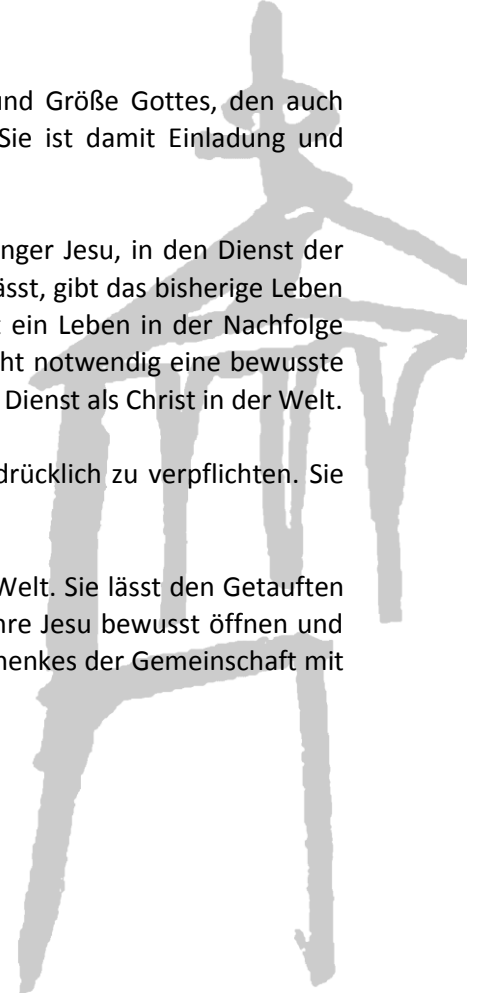 und Größe Gottes, den auch
Sie ist damit Einladung und
nger Jesu, in den Dienst der
ässt, gibt das bisherige Leben
ein Leben in der Nachfolge
ht notwendig eine bewusste
Dienst als Christ in der Welt.
drücklich zu verpflichten. Sie
Welt. Sie lässt den Getauften
hre Jesu bewusst öffnen und
henkes der Gemeinschaft mit